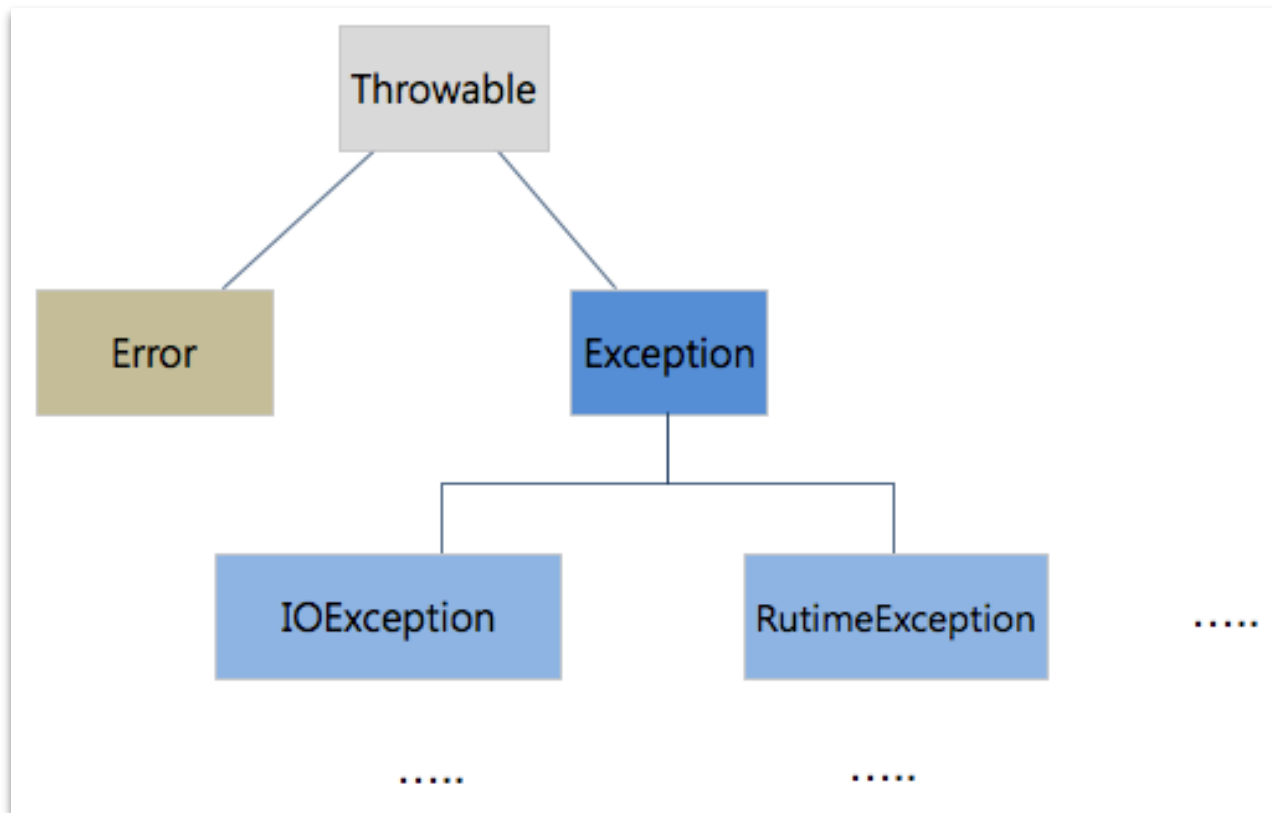 Throwable
Error
Exception
IOException
RutimeException
.....
.....
.....